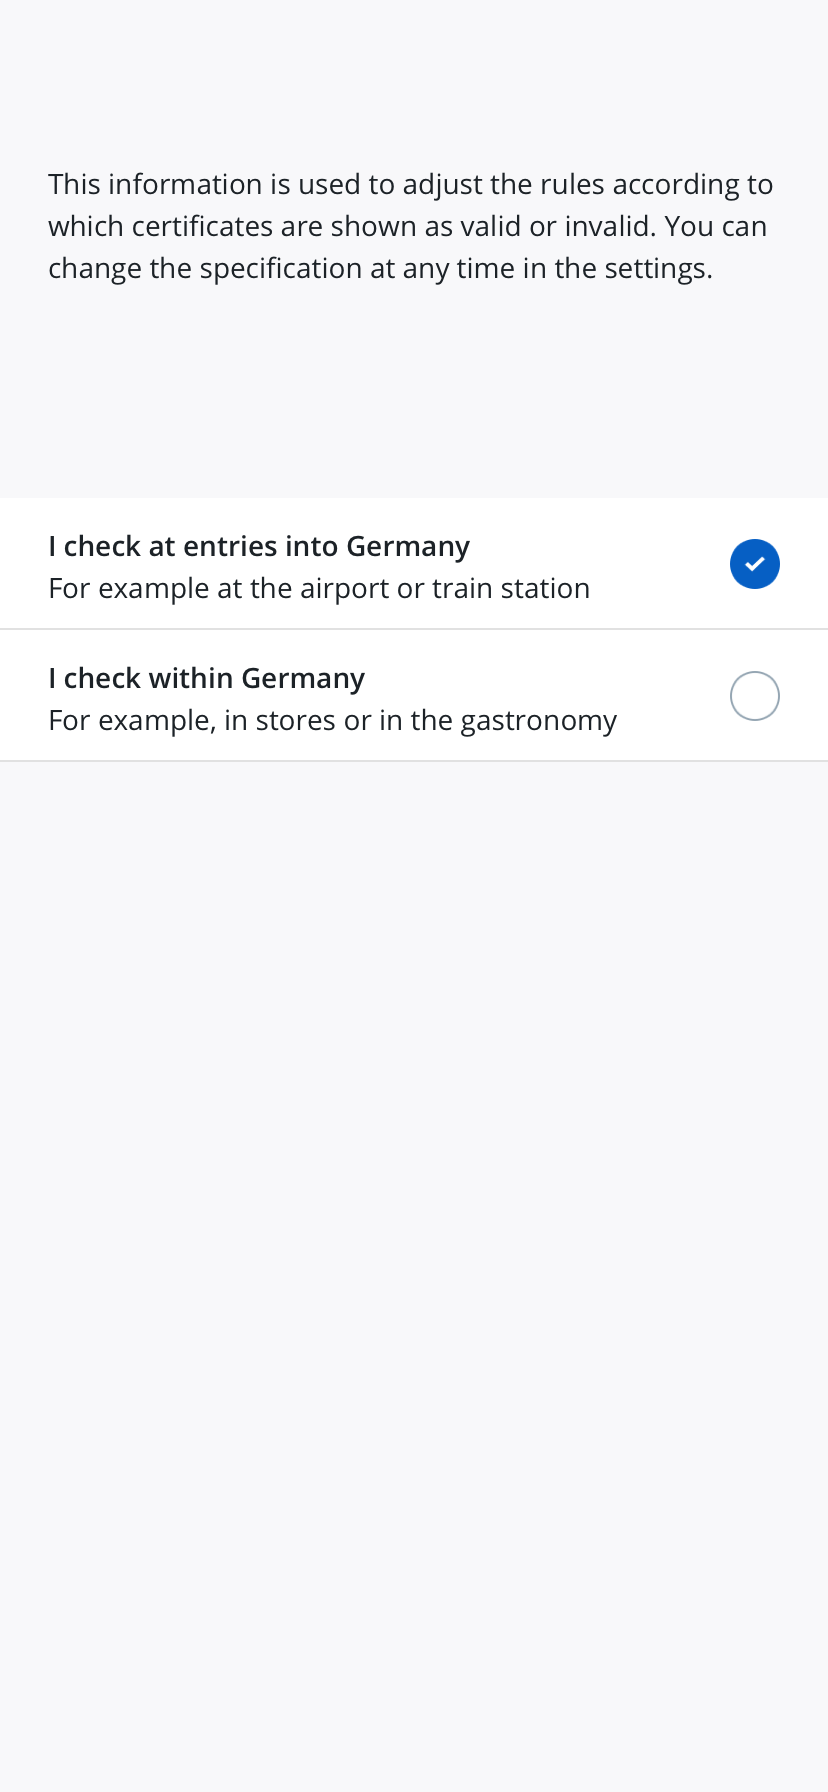 This information is used to adjust the rules according to
which certificates are shown as valid or invalid. You can
change the specification at any time in the settings.
I check at entries into Germany
For example at the airport or train station
I check within Germany
For example, in stores or in the gastronomy